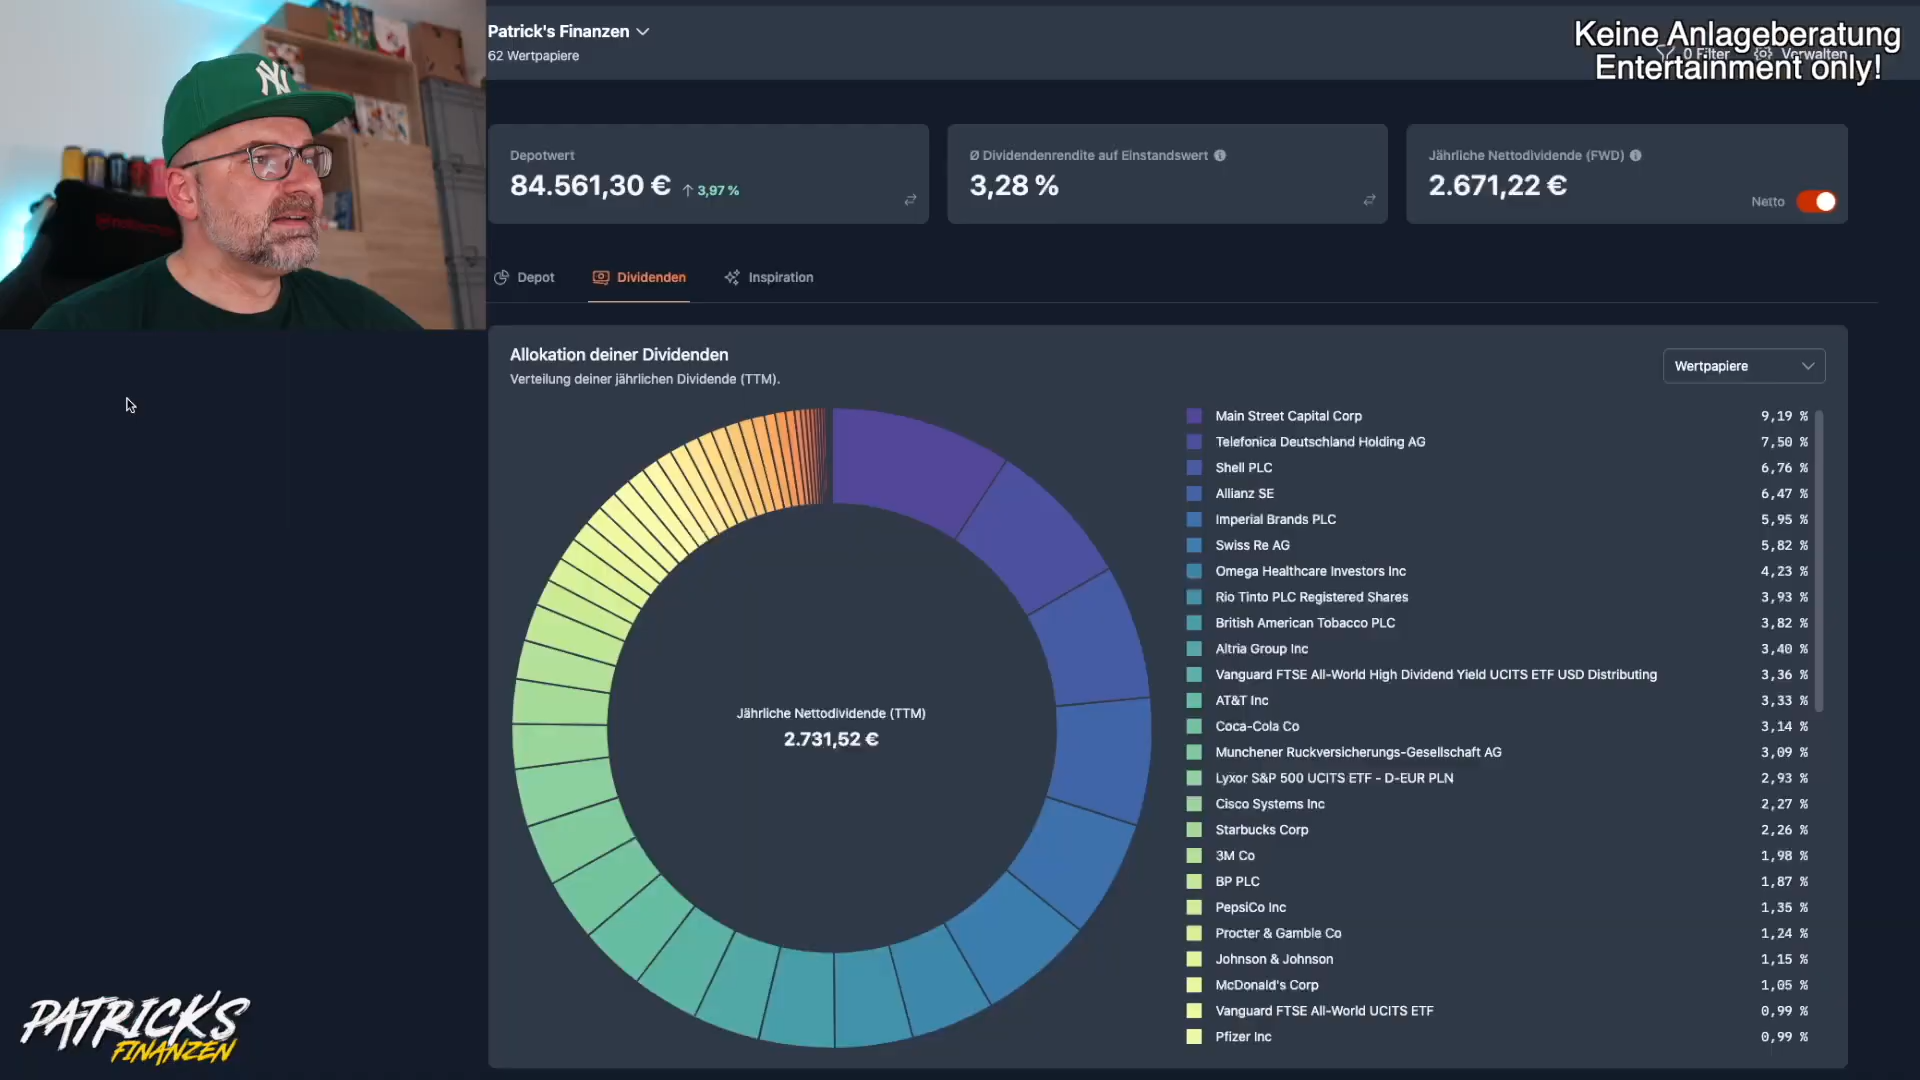 Patrick's Finanzen
62 Wertpapiere
Keine Anlageberatung
Entertainment only!
0 Filter
Verwalten
NY
Depotwert
84.561,30 € ↑ 3,97 %
Ø Dividendenrendite auf Einstandswert
3,28 %
Jährliche Nettodividende (FWD)
2.671,22 €
Netto
Depot
Dividenden
Inspiration
Allokation deiner Dividenden
Verteilung deiner jährlichen Dividende (TTM).
Wertpapiere
Jährliche Nettodividende (TTM)
2.731,52 €
Main Street Capital Corp 9,19 %
Telefonica Deutschland Holding AG 7,50 %
Shell PLC 6,76 %
Allianz SE 6,47 %
Imperial Brands PLC 5,95 %
Swiss Re AG 5,82 %
Omega Healthcare Investors Inc 4,23 %
Rio Tinto PLC Registered Shares 3,93 %
British American Tobacco PLC 3,82 %
Altria Group Inc 3,40 %
Vanguard FTSE All-World High Dividend Yield UCITS ETF USD Distributing 3,36 %
AT&T Inc 3,33 %
Coca-Cola Co 3,14 %
Munchener Ruckversicherungs-Gesellschaft AG 3,09 %
Lyxor S&P 500 UCITS ETF - D-EUR PLN 2,93 %
Cisco Systems Inc 2,27 %
Starbucks Corp 2,26 %
3M Co 1,98 %
BP PLC 1,87 %
PepsiCo Inc 1,35 %
Procter & Gamble Co 1,24 %
Johnson & Johnson 1,15 %
McDonald's Corp 1,05 %
Vanguard FTSE All-World UCITS ETF 0,99 %
Pfizer Inc 0,99 %
PATRICKS
FINANZEN